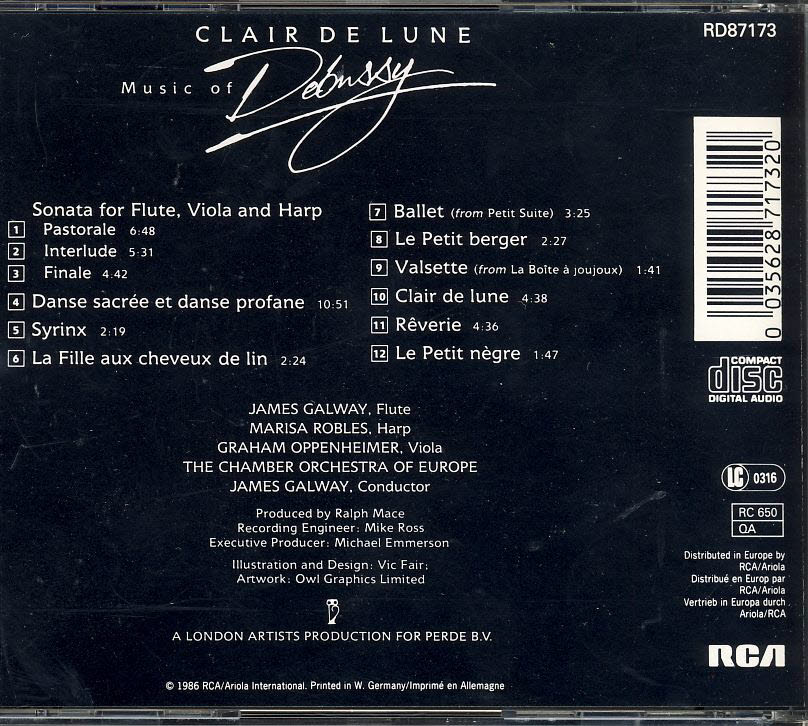 CLAIR DE LUNE
Music of Debussy
RD87173
0 035628 717320
Sonata for Flute, Viola and Harp
1 Pastorale 6:48
2 Interlude 5:31
3 Finale 4:42
4 Danse sacrée et danse profane 10:51
5 Syrinx 2:19
6 La Fille aux cheveux de lin 2:24
7 Ballet (from Petit Suite) 3:25
8 Le Petit berger 2:27
9 Valsette (from La Boîte à joujoux) 1:41
10 Clair de lune 4:38
11 Rêverie 4:36
12 Le Petit nègre 1:47
COMPACT
disc
DIGITAL AUDIO
JAMES GALWAY, Flute
MARISA ROBLES, Harp
GRAHAM OPPENHEIMER, Viola
THE CHAMBER ORCHESTRA OF EUROPE
JAMES GALWAY, Conductor
Produced by Ralph Mace
Recording Engineer: Mike Ross
Executive Producer: Michael Emmerson
Illustration and Design: Vic Fair;
Artwork: Owl Graphics Limited
A LONDON ARTISTS PRODUCTION FOR PERDE B.V.
LC 0316
RC 650
QA
Distributed in Europe by
RCA/Ariola
Distribué en Europ par
RCA/Ariola
Vertrieb in Europa durch
Ariola/RCA
RCA
© 1986 RCA/Ariola International. Printed in W. Germany/Imprimé en Allemagne